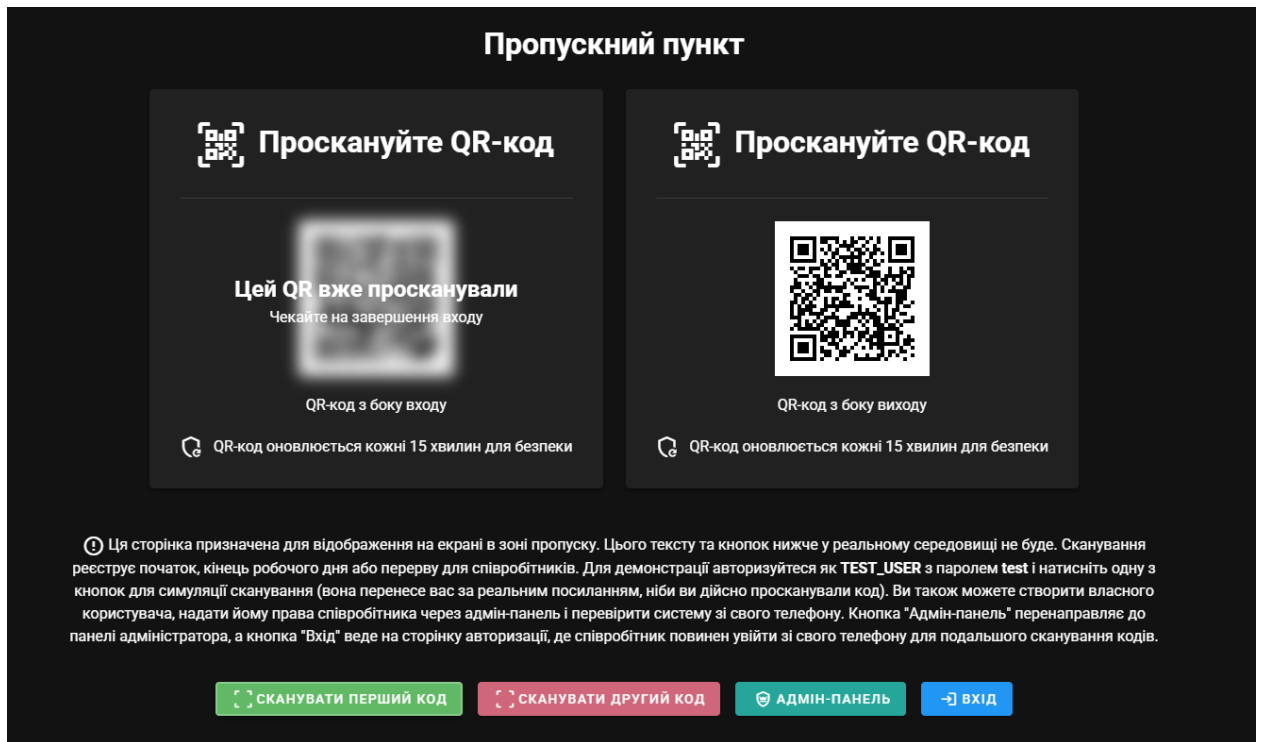 Пропускний пункт
Проскануйте QR-код
Цей QR вже просканували
Чекайте на завершення входу
QR-код з боку входу
QR-код оновлюється кожні 15 хвилин для безпеки
Проскануйте QR-код
QR-код з боку виходу
QR-код оновлюється кожні 15 хвилин для безпеки
Ця сторінка призначена для відображення на екрані в зоні пропуску. Цього тексту та кнопок нижче у реальному середовищі не буде. Сканування
реєструє початок, кінець робочого дня або перерву для співробітників. Для демонстрації авторизуйтеся як TEST_USER з паролем test і натисніть одну з
кнопок для симуляції сканування (вона перенесе вас за реальним посиланням, ніби ви дійсно просканували код). Ви також можете створити власного
користувача, надати йому права співробітника через адмін-панель і перевірити систему зі свого телефону. Кнопка "Адмін-панель" перенаправляє до
панелі адміністратора, а кнопка "Вхід" веде на сторінку авторизації, де співробітник повинен увійти зі свого телефону для подальшого сканування кодів.
СКАНУВАТИ ПЕРШИЙ КОД
СКАНУВАТИ ДРУГИЙ КОД
АДМІН-ПАНЕЛЬ
ВХІД